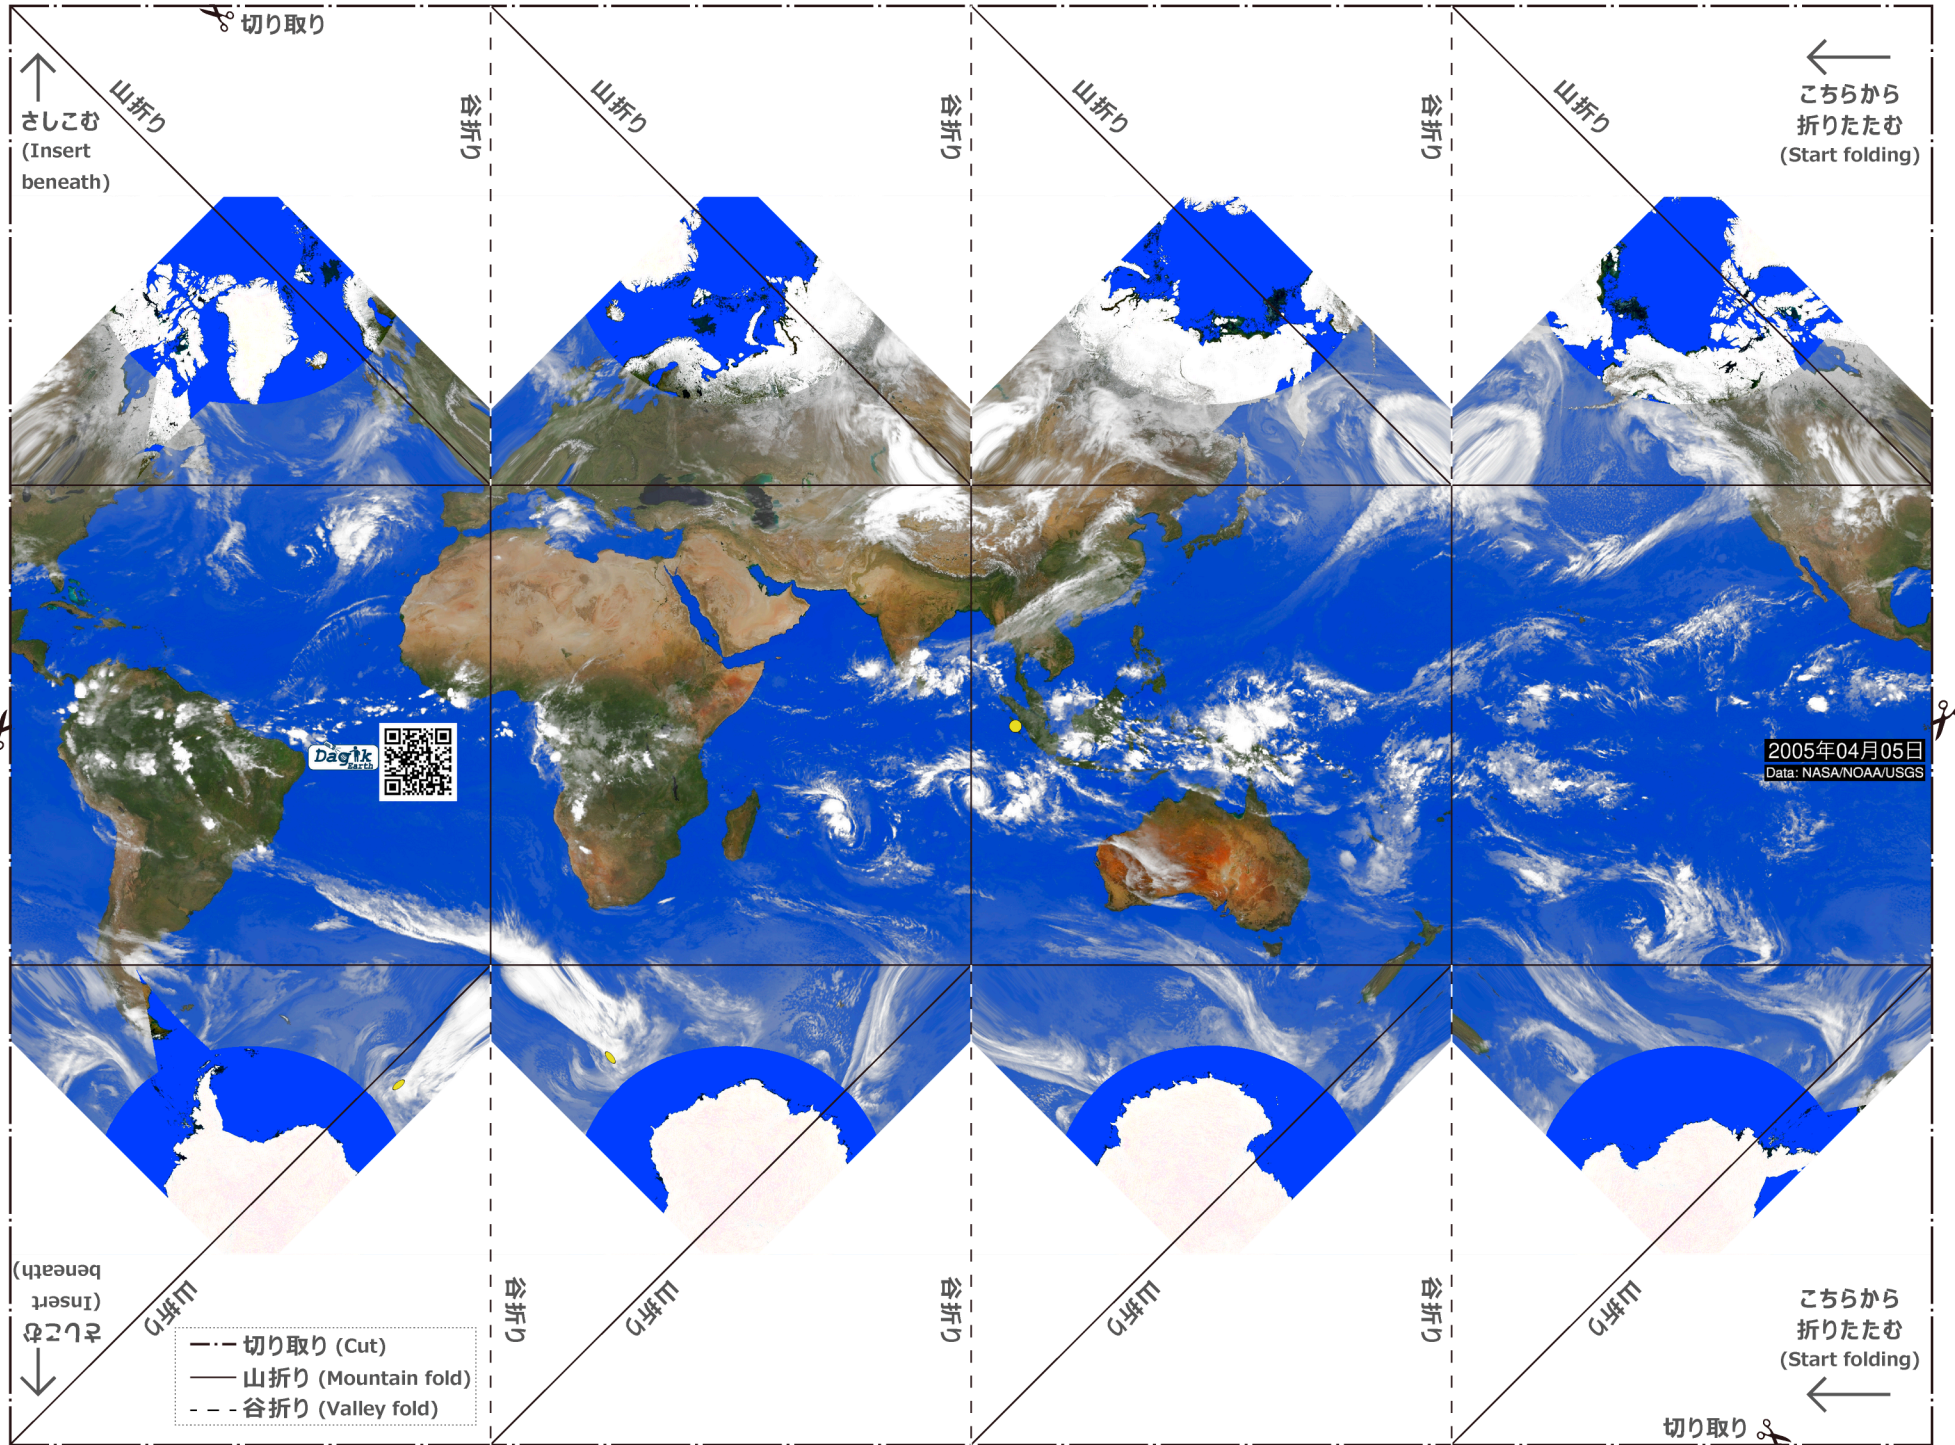 切り取り
さしこむ
(Insert
beneath)
山折り
谷折り
山折り
谷折り
山折り
谷折り
山折り
こちらから
折りたたむ
(Start folding)
Dagik
Earth
2005年04月05日
Data: NASA/NOAA/USGS
さしこむ
(Insert
beneath)
山折り
谷折り
山折り
谷折り
山折り
谷折り
山折り
こちらから
折りたたむ
(Start folding)
切り取り (Cut)
山折り (Mountain fold)
谷折り (Valley fold)
切り取り